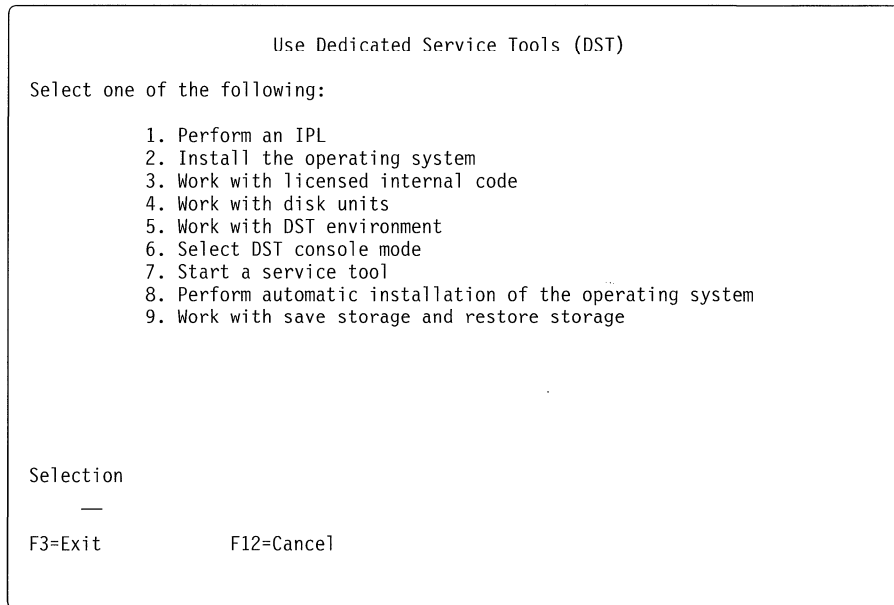 Use Dedicated Service Tools (DST)
Select one of the following:
1. Perform an IPL
2. Install the operating system
3. Work with licensed internal code
4. Work with disk units
5. Work with DST environment
6. Select DST console mode
7. Start a service tool
8. Perform automatic installation of the operating system
9. Work with save storage and restore storage
Selection
F3=Exit F12=Cancel